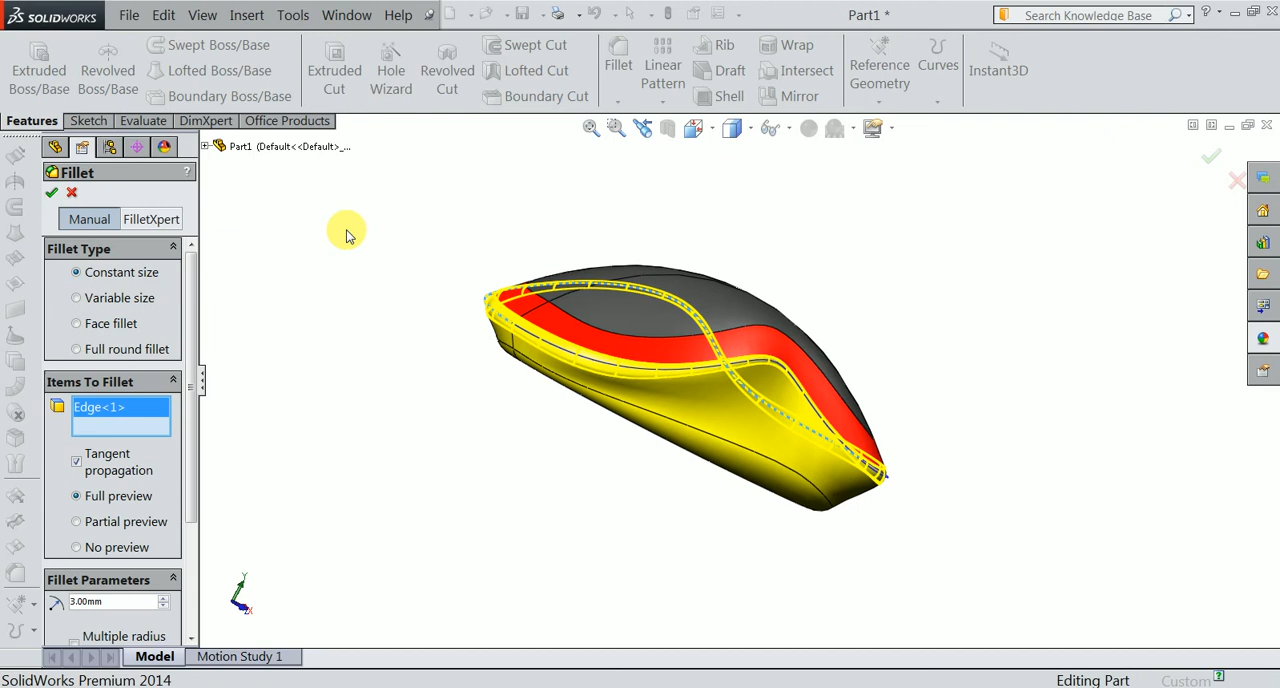 SOLIDWORKS File Edit View Insert Tools Window Help Part1 * Search Knowledge Base
Extruded Boss/Base
Revolved Boss/Base
Swept Boss/Base
Lofted Boss/Base
Boundary Boss/Base
Extruded Cut
Hole Wizard
Revolved Cut
Swept Cut
Lofted Cut
Boundary Cut
Fillet
Linear Pattern
Rib
Draft
Shell
Wrap
Intersect
Mirror
Reference Geometry
Curves
Instant3D
Features Sketch Evaluate DimXpert Office Products
Part1 (Default<<Default>_...
Fillet ?
Manual FilletXpert
Fillet Type
Constant size
Variable size
Face fillet
Full round fillet
Items To Fillet
Edge<1>
Tangent
propagation
Full preview
Partial preview
No preview
Fillet Parameters
3.00mm
Multiple radius
Y
Model Motion Study 1
SolidWorks Premium 2014 Editing Part Custom ?